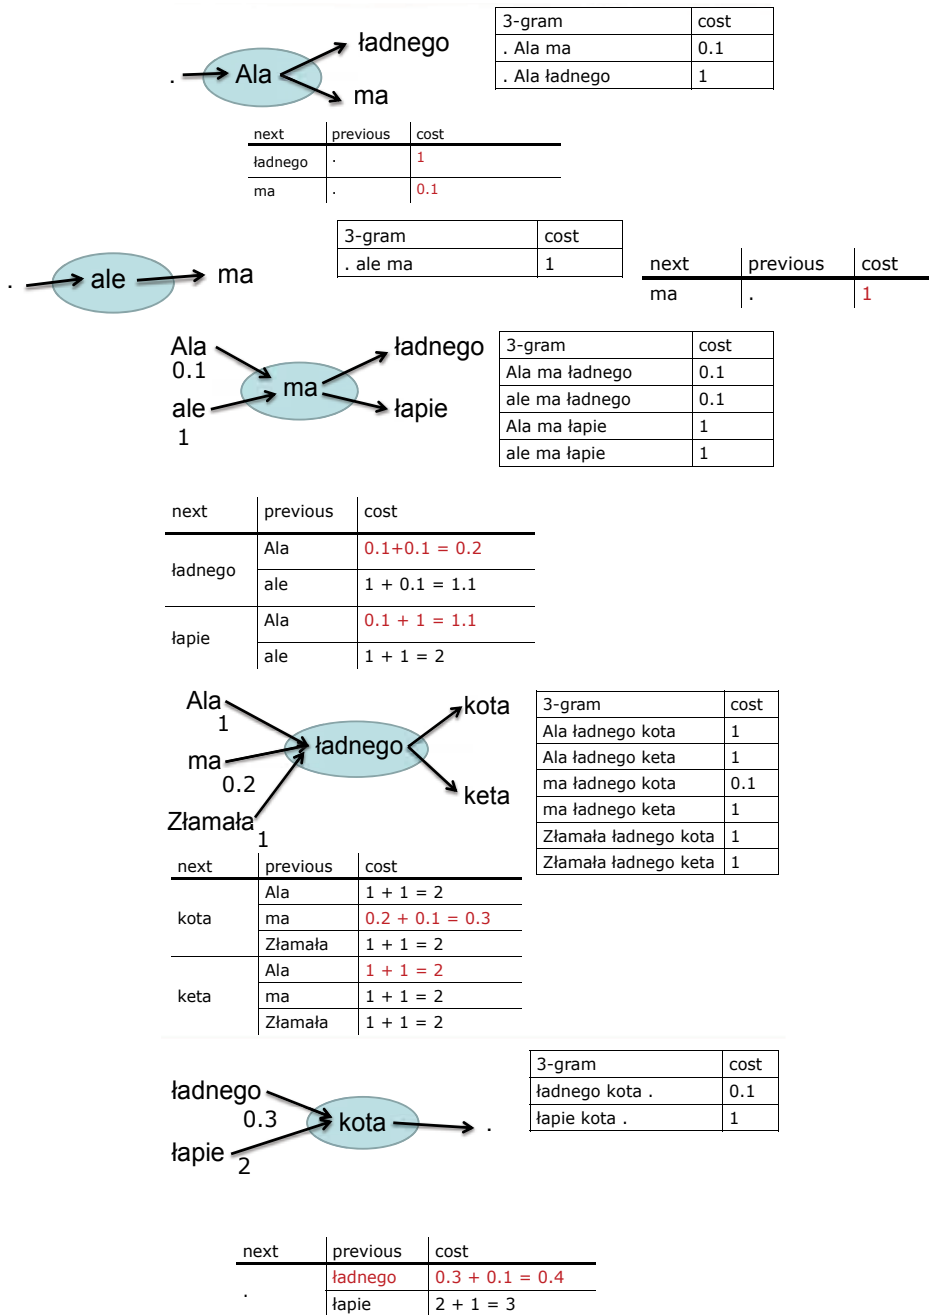 ładnego
. Ala
ma
3-gram cost
. Ala ma 0.1
. Ala ładnego 1
next previous cost
ładnego . 1
ma . 0.1
. ale ma
3-gram cost
. ale ma 1
next previous cost
ma . 1
Ala ładnego
0.1
ma
ale łapie
1
3-gram cost
Ala ma ładnego 0.1
ale ma ładnego 0.1
Ala ma łapie 1
ale ma łapie 1
next previous cost
ładnego
Ala 0.1+0.1 = 0.2
ale 1 + 0.1 = 1.1
łapie
Ala 0.1 + 1 = 1.1
ale 1 + 1 = 2
Ala kota
1
ładnego
ma
0.2
keta
Złamała
1
3-gram cost
Ala ładnego kota 1
Ala ładnego keta 1
ma ładnego kota 0.1
ma ładnego keta 1
Złamała ładnego kota 1
Złamała ładnego keta 1
next previous cost
Ala 1 + 1 = 2
kota ma 0.2 + 0.1 = 0.3
Złamała 1 + 1 = 2
Ala 1 + 1 = 2
keta ma 1 + 1 = 2
Złamała 1 + 1 = 2
ładnego
0.3
kota .
łapie
2
3-gram cost
ładnego kota . 0.1
łapie kota . 1
next previous cost
.
ładnego 0.3 + 0.1 = 0.4
łapie 2 + 1 = 3